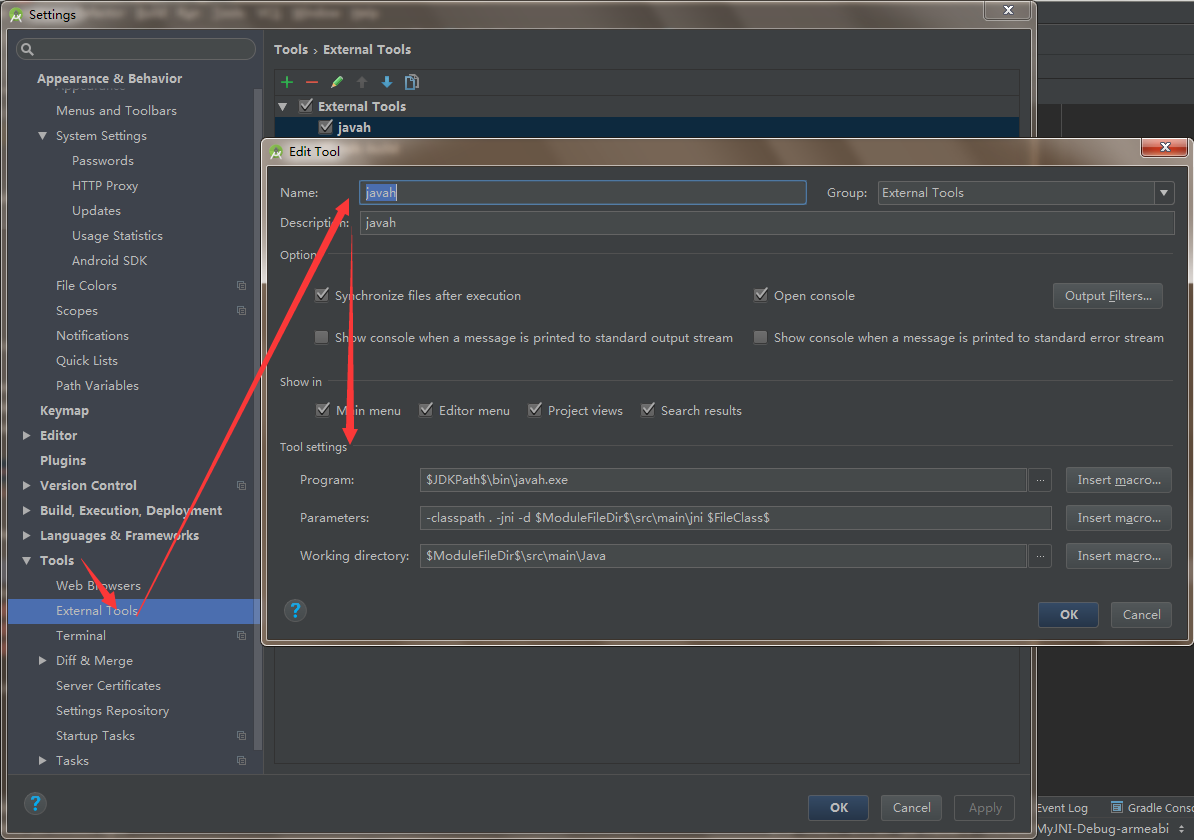 Settings
Tools › External Tools
Appearance & Behavior
Appearance
Menus and Toolbars
System Settings
Passwords
HTTP Proxy
Updates
Usage Statistics
Android SDK
File Colors
Scopes
Notifications
Quick Lists
Path Variables
Keymap
Editor
Plugins
Version Control
Build, Execution, Deployment
Languages & Frameworks
Tools
Web Browsers
External Tools
Terminal
Diff & Merge
Server Certificates
Settings Repository
Startup Tasks
Tasks
External Tools
javah
Edit Tool
Name: javah Group: External Tools
Description: javah
Option
Synchronize files after execution Open console Output Filters...
Show console when a message is printed to standard output stream Show console when a message is printed to standard error stream
Show in
Main menu Editor menu Project views Search results
Tool settings
Program: $JDKPath$\bin\javah.exe ... Insert macro...
Parameters: -classpath . -jni -d $ModuleFileDir$\src\main\jni $FileClass$ Insert macro...
Working directory: $ModuleFileDir$\src\main\Java ... Insert macro...
? OK Cancel
? OK Cancel Apply
Event Log Gradle Conso
MyJNI-Debug-armeabi